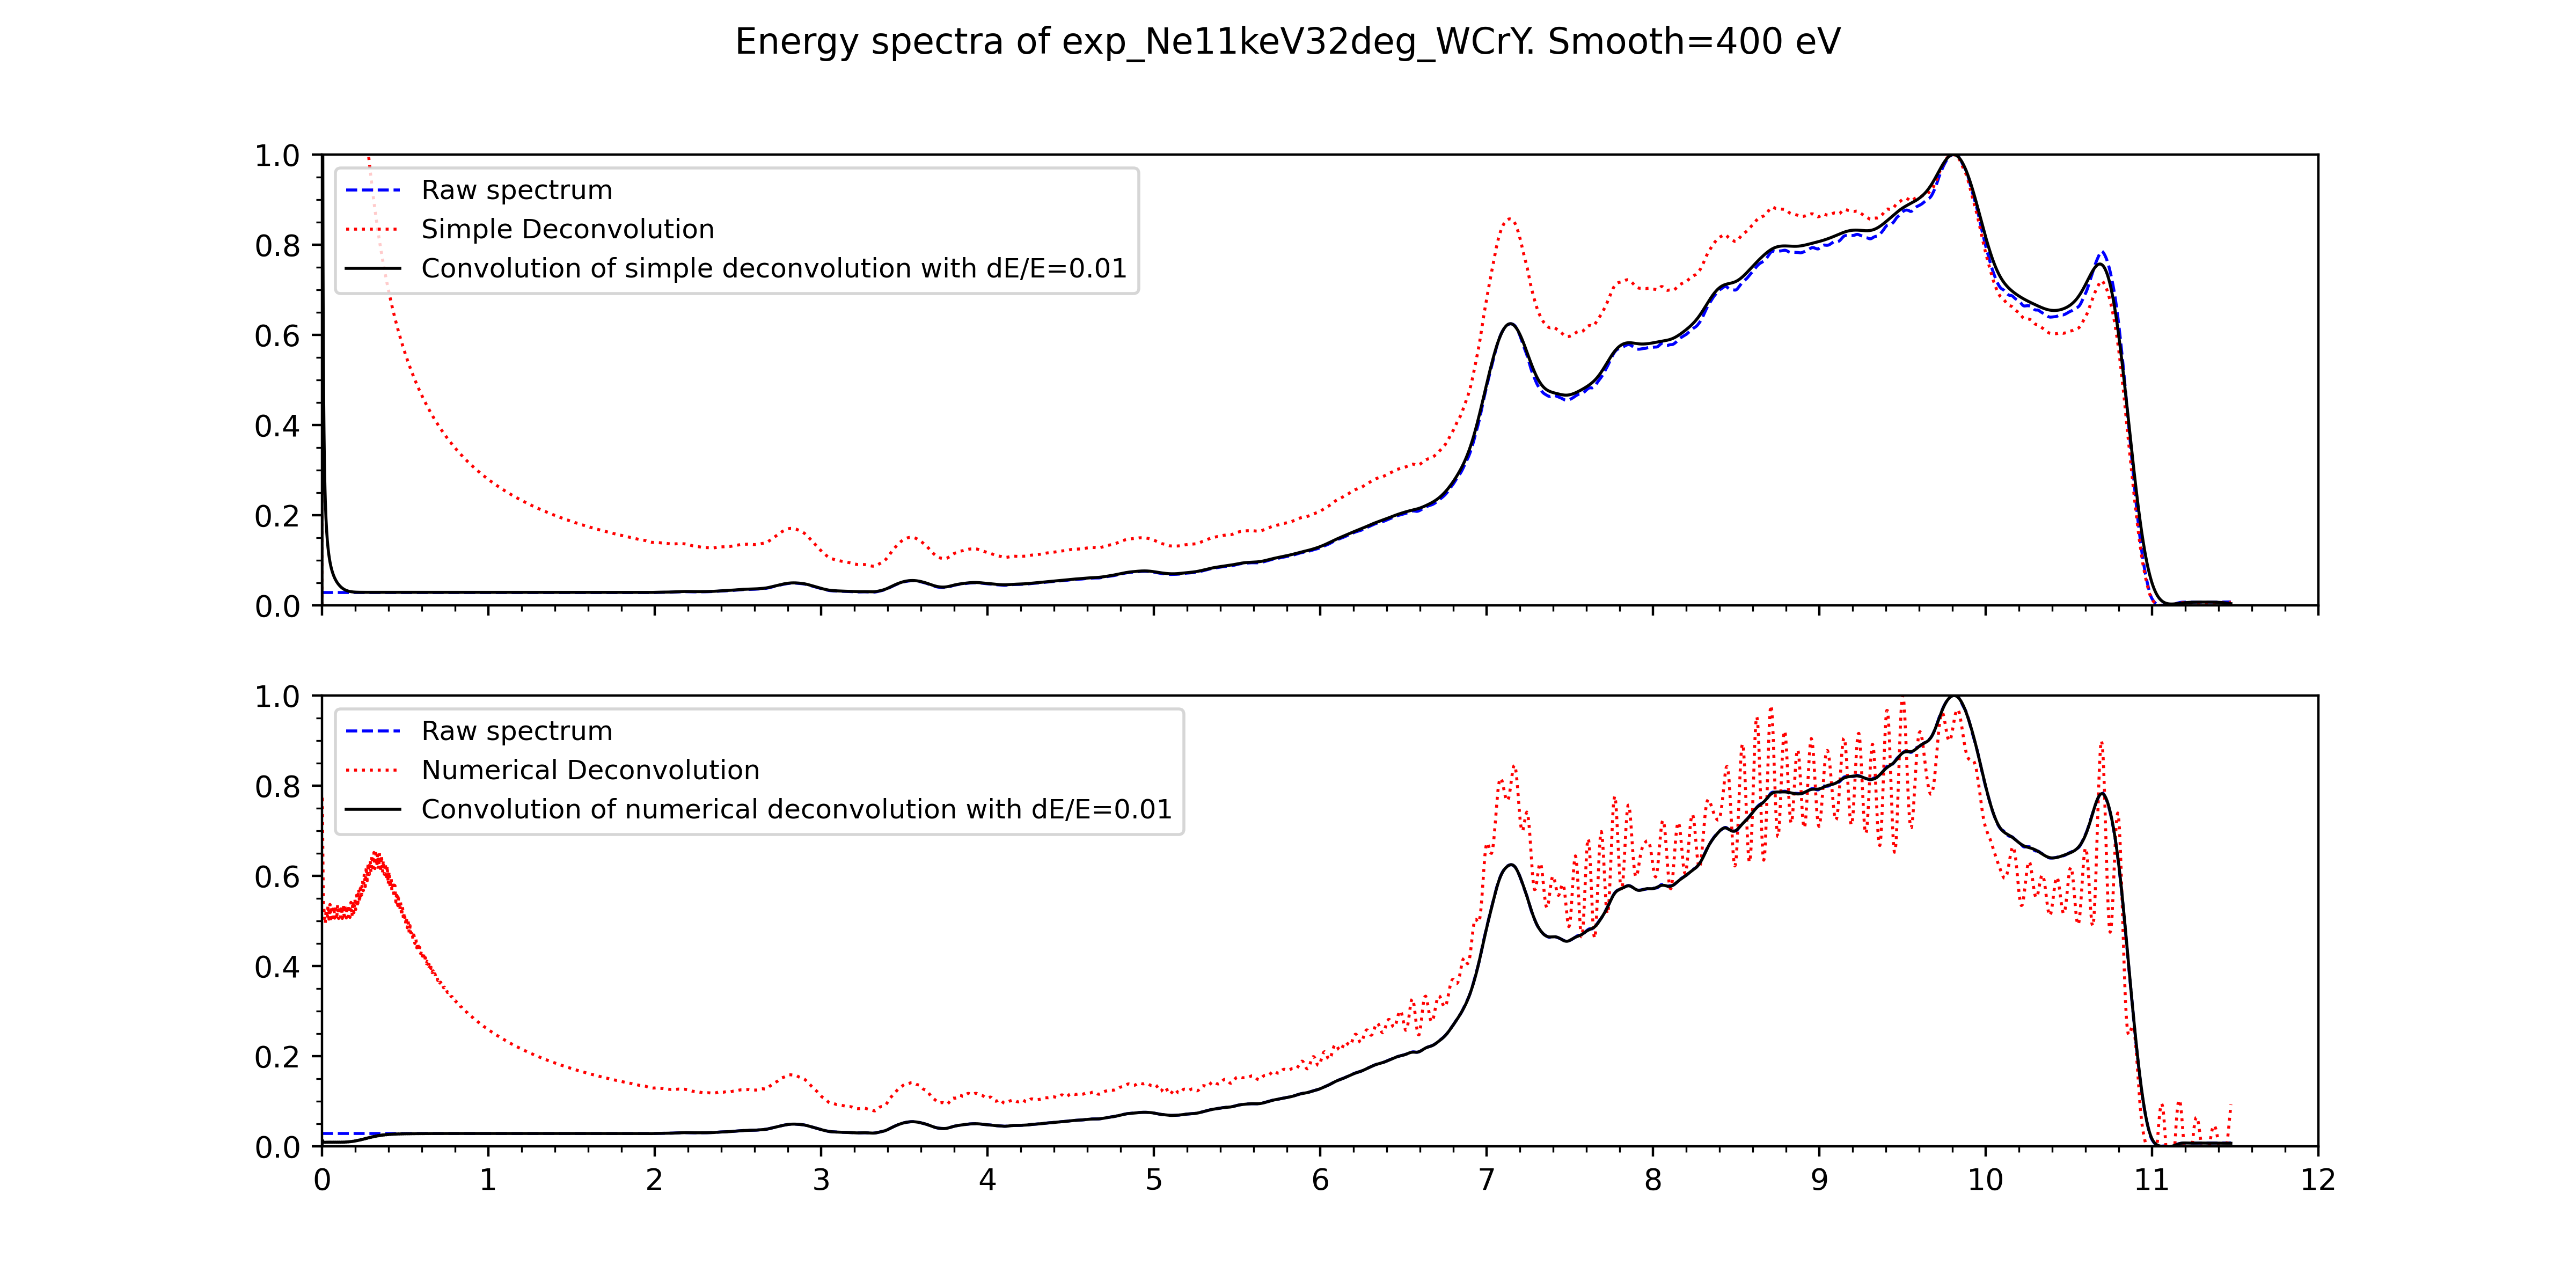 Energy spectra of exp_Ne11keV32deg_WCrY. Smooth=400 eV
1.0
0.8
0.6
0.4
0.2
0.0
Raw spectrum
Simple Deconvolution
Convolution of simple deconvolution with dE/E=0.01
1.0
0.8
0.6
0.4
0.2
0.0
Raw spectrum
Numerical Deconvolution
Convolution of numerical deconvolution with dE/E=0.01
0 1 2 3 4 5 6 7 8 9 10 11 12